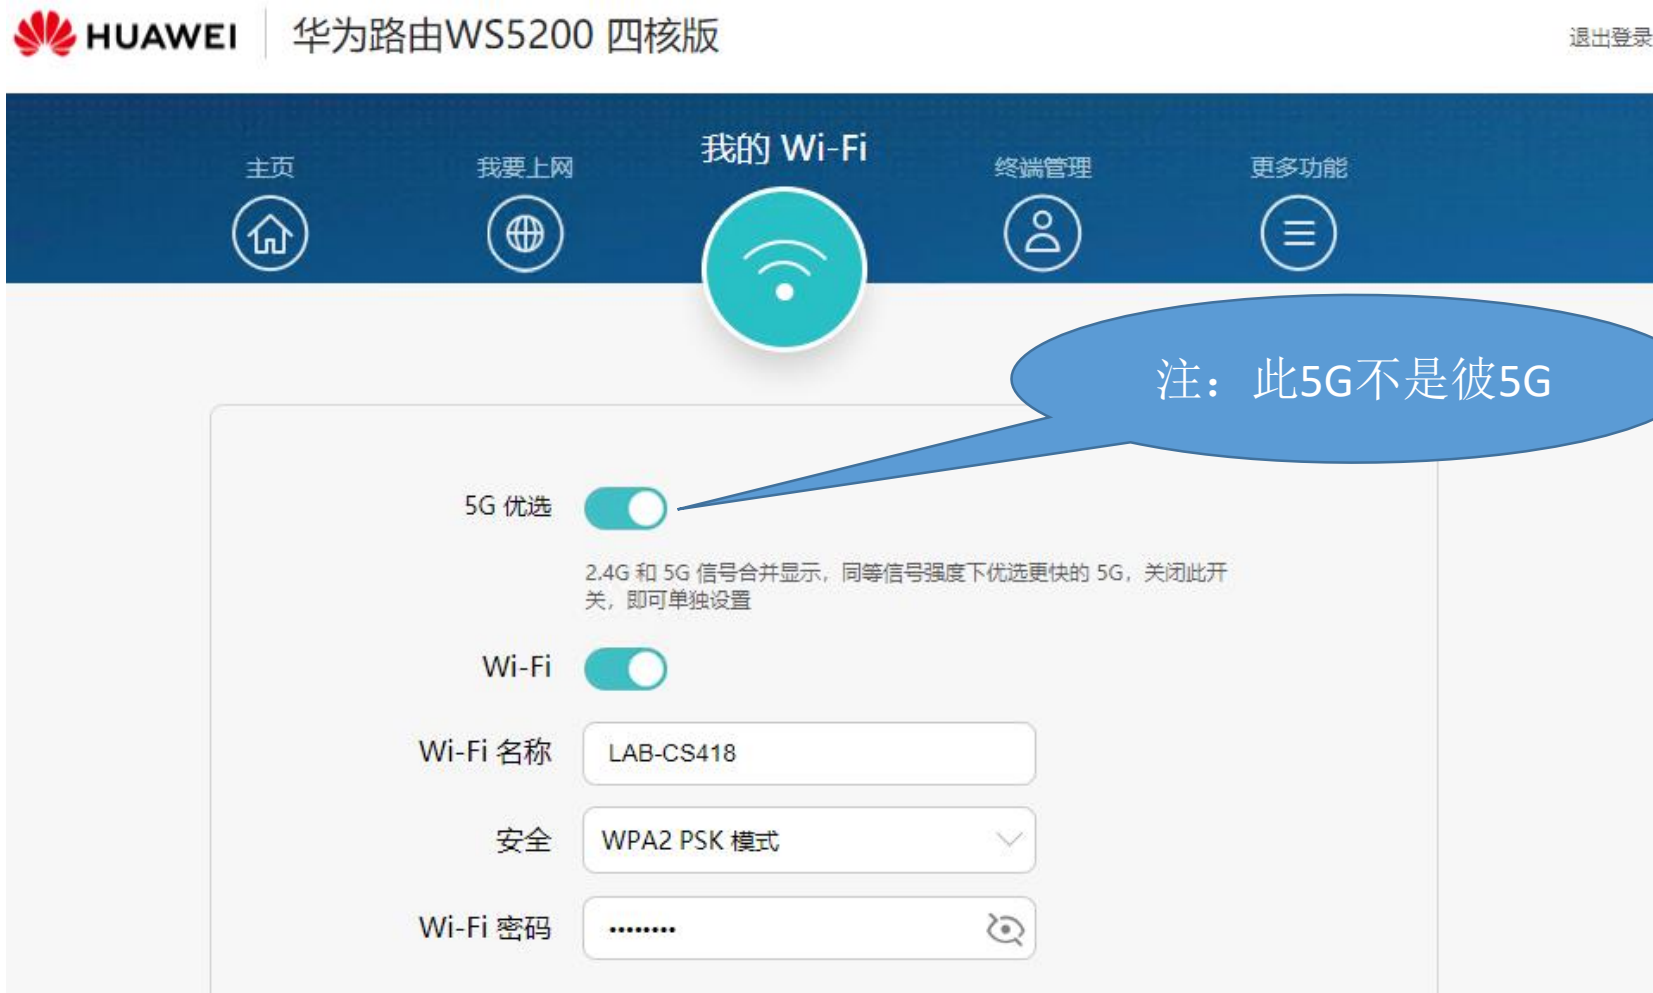 HUAWEI 华为路由WS5200 四核版
退出登录
主页
我要上网
我的 Wi-Fi
终端管理
更多功能
注：此5G不是彼5G
5G 优选
2.4G 和 5G 信号合并显示，同等信号强度下优选更快的 5G，关闭此开
关，即可单独设置
Wi-Fi
Wi-Fi 名称 LAB-CS418
安全 WPA2 PSK 模式
Wi-Fi 密码 ••••••••